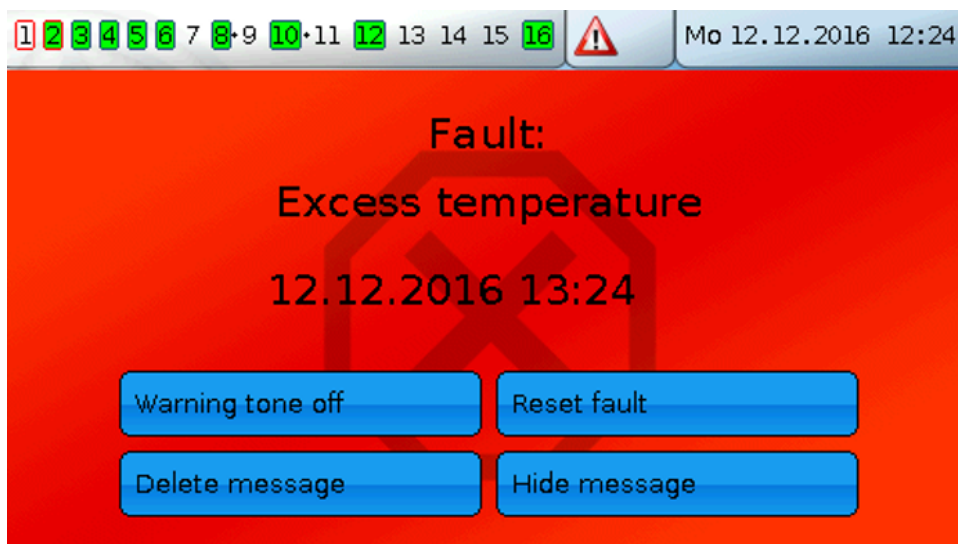 1 2 3 4 5 6 7 8·9 10·11 12 13 14 15 16 Mo 12.12.2016 12:24
Fault:
Excess temperature
12.12.2016 13:24
Warning tone off Reset fault
Delete message Hide message